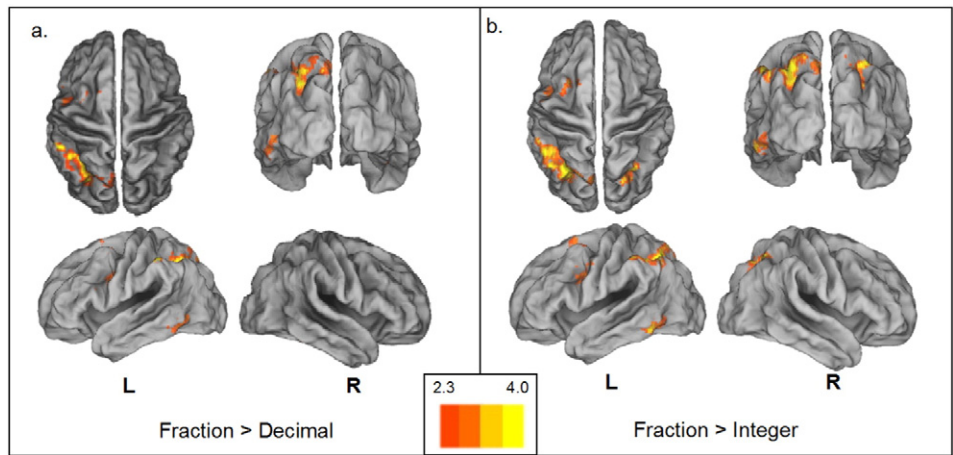 a.
b.
L
R
L
R
2.3 4.0
Fraction > Decimal
Fraction > Integer